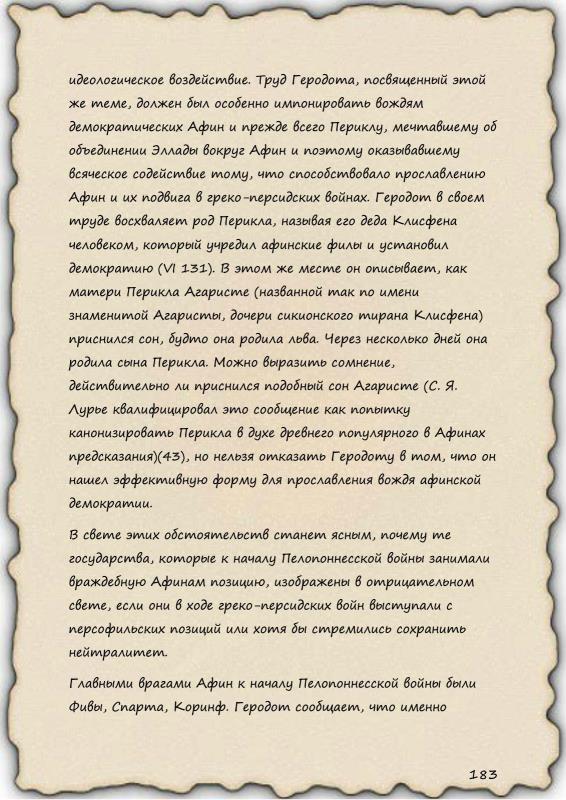 идеологическое воздействие. Труд Геродота, посвященный этой
же теме, должен был особенно импонировать вождям
демократических Афин и прежде всего Периклу, мечтавшему об
объединении Эллады вокруг Афин и поэтому оказывавшему
всяческое содействие тому, что способствовало прославлению
Афин и их подвига в греко-персидских войнах. Геродот в своем
труде восхваляет род Перикла, называя его деда Клисфена
человеком, который учредил афинские филы и установил
демократию (VI 131). В этом же месте он описывает, как
матери Перикла Агаристе (названной так по имени
знаменитой Агаристы, дочери сикионского тирана Клисфена)
приснился сон, будто она родила льва. Через несколько дней она
родила сына Перикла. Можно выразить сомнение,
действительно ли приснился подобный сон Агаристе (С. Я.
Лурье квалифицировал это сообщение как попытку
канонизировать Перикла в духе древнего популярного в Афинах
предсказания)(43), но нельзя отказать Геродоту в том, что он
нашел эффективную форму для прославления вождя афинской
демократии.
В свете этих обстоятельств станет ясным, почему те
государства, которые к началу Пелопоннесской войны занимали
враждебную Афинам позицию, изображены в отрицательном
свете, если они в ходе греко-персидских войн выступали с
персофильских позиций или хотя бы стремились сохранить
нейтралитет.
Главными врагами Афин к началу Пелопоннесской войны были
Фивы, Спарта, Коринф. Геродот сообщает, что именно
183